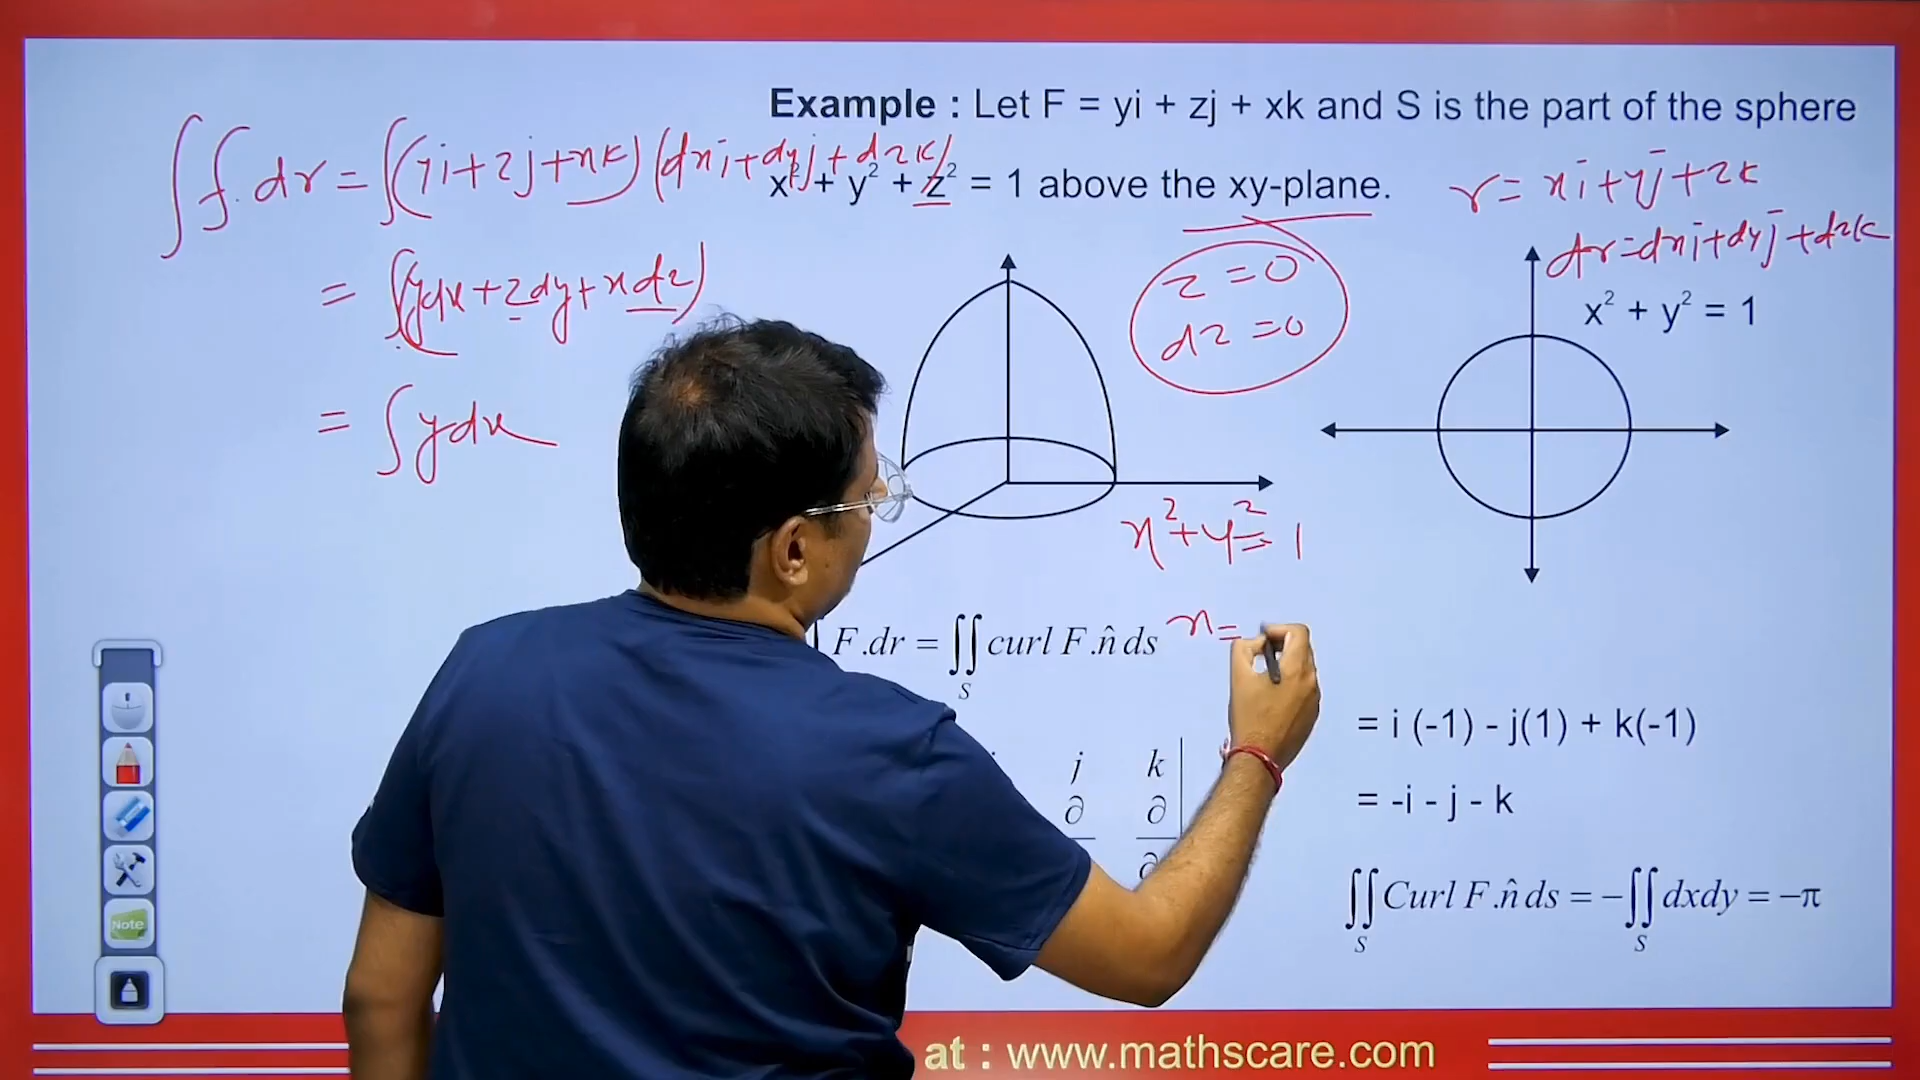 Example : Let F = yi + zj + xk and S is the part of the sphere
x² + y² + z² = 1 above the xy-plane.
∫ f. dr = ∫(yi+zj+xk) (dxi+dyj+dzk)
= ∫(ydx+zdy+xdz)
= ∫ydx
r = xi+yj+zk
dr=dxi+dyj+dzk
z = 0
dz = 0
x² + y² = 1
x²+y²= 1
F.dr = ∬ curl F.n̂ ds
S
x=
j k
∂ ∂
∂
= i (-1) - j(1) + k(-1)
= -i - j - k
∬ Curl F.n̂ ds = −∬ dxdy = −π
S S
Note
at : www.mathscare.com